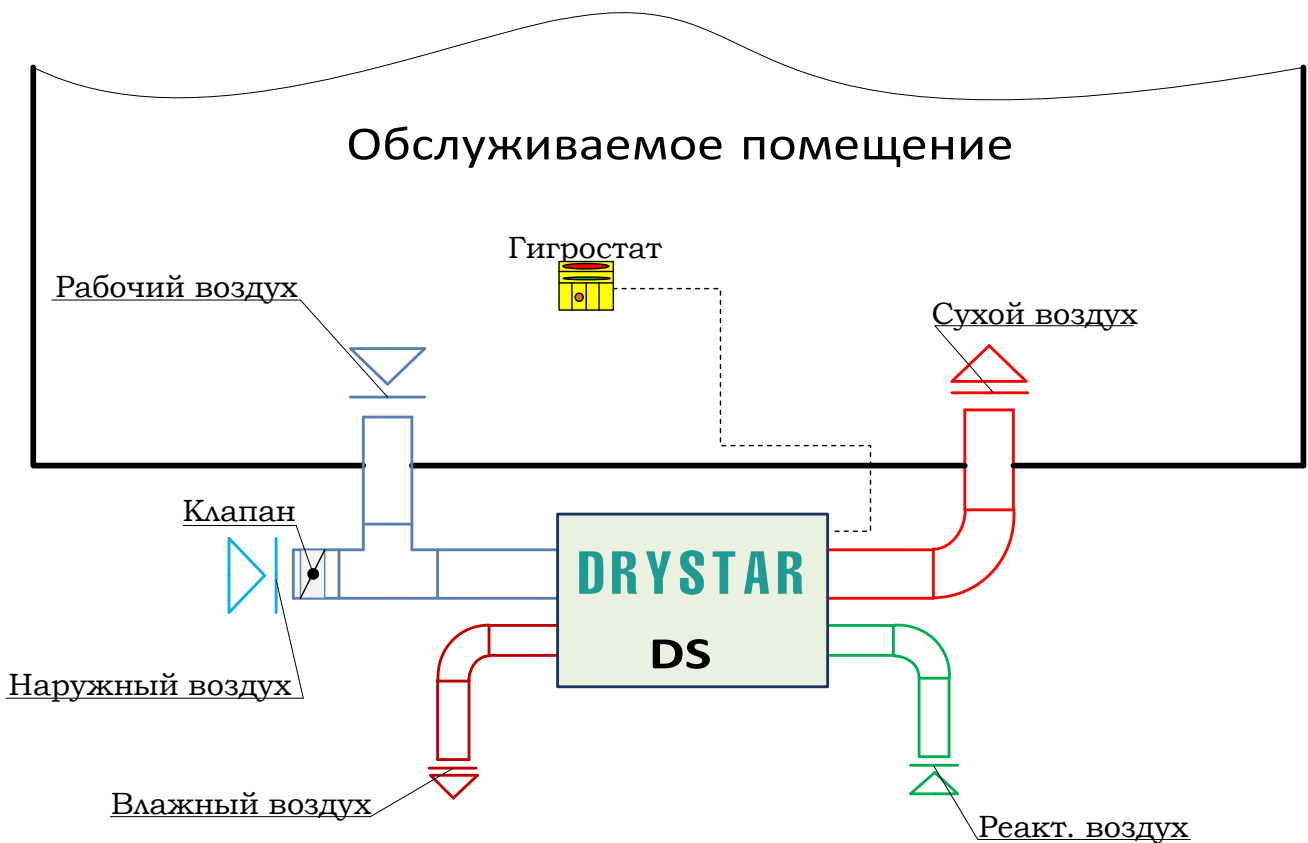 Обслуживаемое помещение
Гигростат
Рабочий воздух
Сухой воздух
Клапан
DRYSTAR
DS
Наружный воздух
Влажный воздух
Реакт. воздух